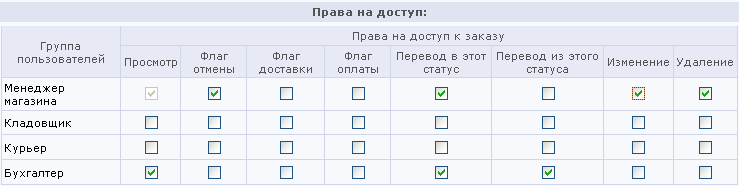 Права на доступ:
Группа пользователей
Права на доступ к заказу
Просмотр
Флаг отмены
Флаг доставки
Флаг оплаты
Перевод в этот статус
Перевод из этого статуса
Изменение
Удаление
Менеджер магазина
Кладовщик
Курьер
Бухгалтер